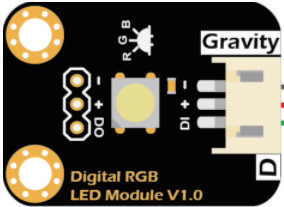 R G B
Gravity
- -
+ +
DO DI
D
Digital RGB
LED Module V1.0